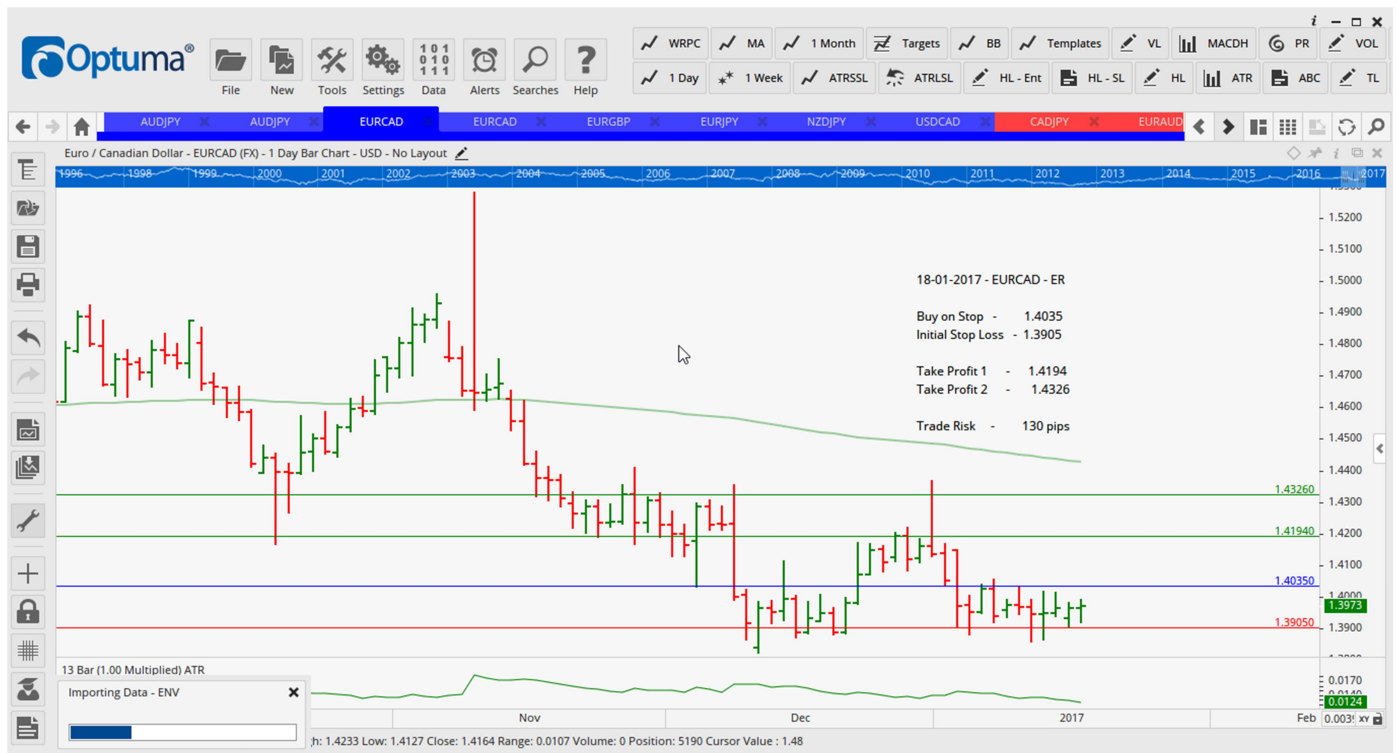 Optuma®
File
New
Tools
Settings
101
010
111
Data
Alerts
Searches
?
Help
WRPC
MA
1 Month
Targets
BB
Templates
VL
MACDH
PR
VOL
1 Day
1 Week
ATRSSL
ATRLSL
HL - Ent
HL - SL
HL
ATR
ABC
TL
AUDJPY
AUDJPY
EURCAD
EURCAD
EURGBP
EURJPY
NZDJPY
USDCAD
CADJPY
EURAUD
Euro / Canadian Dollar - EURCAD (FX) - 1 Day Bar Chart - USD - No Layout
1996 1998 1999 2000 2001 2002 2003 2004 2005 2006 2007 2008 2009 2010 2011 2012 2013 2014 2015 2016 2017
1.5200
1.5100
18-01-2017 - EURCAD - ER
1.5000
1.4900
Buy on Stop - 1.4035
Initial Stop Loss - 1.3905
1.4800
Take Profit 1 - 1.4194
1.4700
Take Profit 2 - 1.4326
1.4600
Trade Risk - 130 pips
1.4500
1.4400
1.43260
1.4300
1.41940
1.4200
1.4100
1.40350
1.4000
1.3973
1.39050
1.3900
13 Bar (1.00 Multiplied) ATR
0.0170
0.0140
0.0124
Importing Data - ENV
Nov
Dec
2017
Feb
XY
h: 1.4233 Low: 1.4127 Close: 1.4164 Range: 0.0107 Volume: 0 Position: 5190 Cursor Value : 1.48